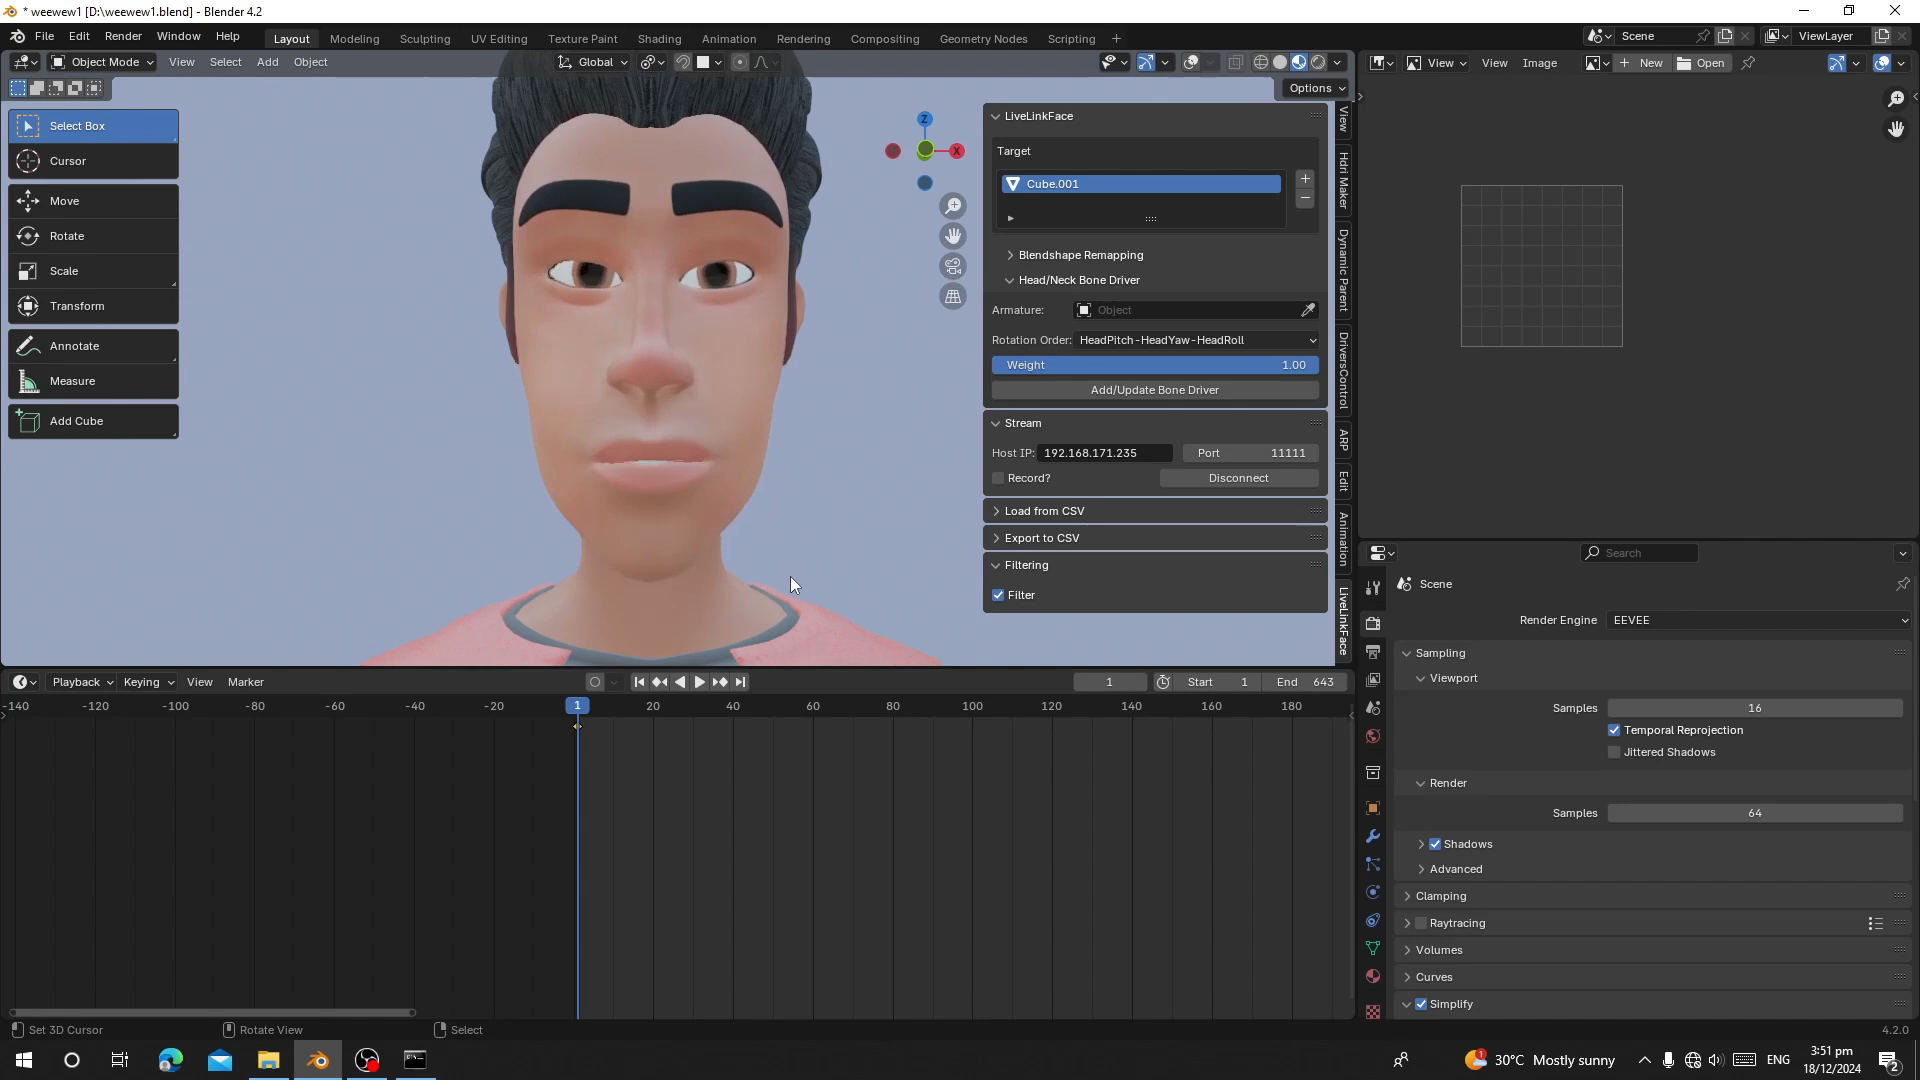 * weewew1 [D:\weewew1.blend] - Blender 4.2
File Edit Render Window Help
Layout Modeling Sculpting UV Editing Texture Paint Shading Animation Rendering Compositing Geometry Nodes Scripting +
Scene
ViewLayer
Object Mode View Select Add Object
Global
Options
View View Image
New Open
Select Box
Cursor
Move
Rotate
Scale
Transform
Annotate
Measure
Add Cube
Z
X
LiveLinkFace
Target
Cube.001
Blendshape Remapping
Head/Neck Bone Driver
Armature: Object
Rotation Order: HeadPitch-HeadYaw-HeadRoll
Weight 1.00
Add/Update Bone Driver
Stream
Host IP: 192.168.171.235 Port 11111
Record? Disconnect
Load from CSV
Export to CSV
Filtering
Filter
View
Hdri Maker
Dynamic Parent
DriversControl
ARP
Edit
Animation
LiveLinkFace
Search
Scene
Render Engine EEVEE
Sampling
Viewport
Samples 16
Temporal Reprojection
Jittered Shadows
Render
Samples 64
Shadows
Advanced
Clamping
Raytracing
Volumes
Curves
Simplify
Playback Keying View Marker
1 Start 1 End 643
-140 -120 -100 -80 -60 -40 -20 1 20 40 60 80 100 120 140 160 180
Set 3D Cursor Rotate View Select
4.2.0
1 30°C Mostly sunny
ENG
3:51 pm
18/12/2024
2